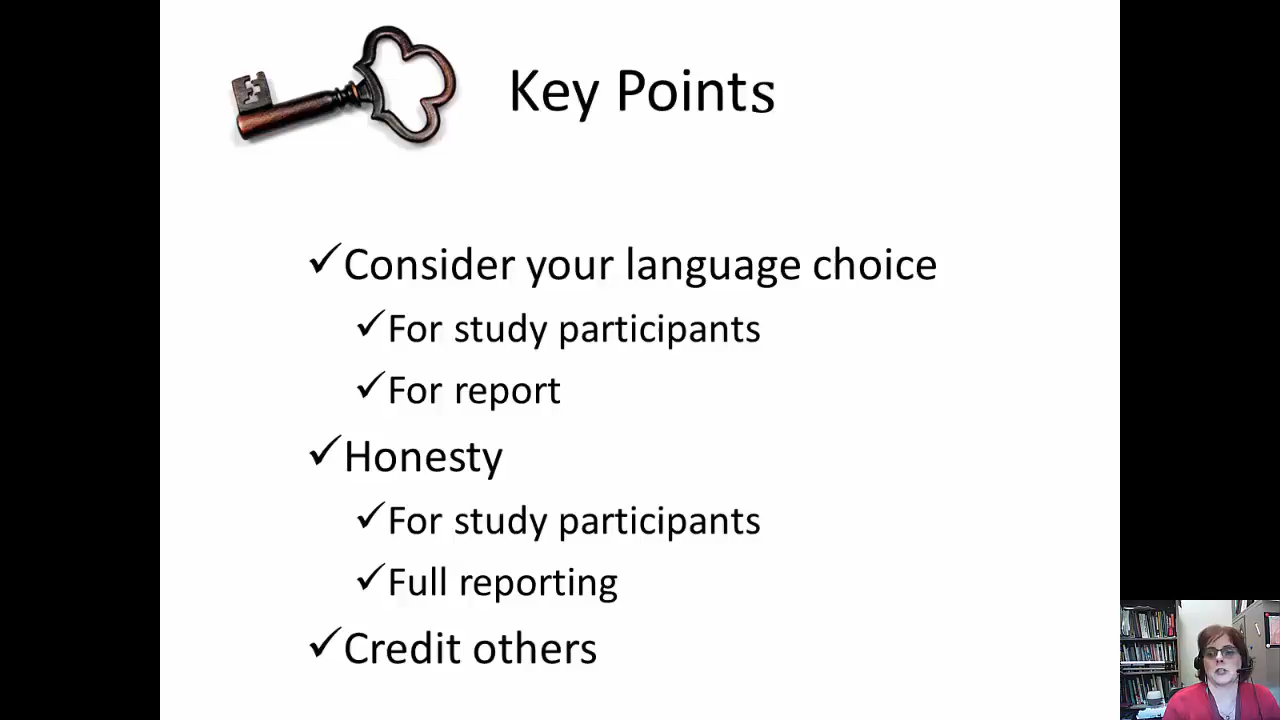 Key Points
✓Consider your language choice
✓For study participants
✓For report
✓Honesty
✓For study participants
✓Full reporting
✓Credit others